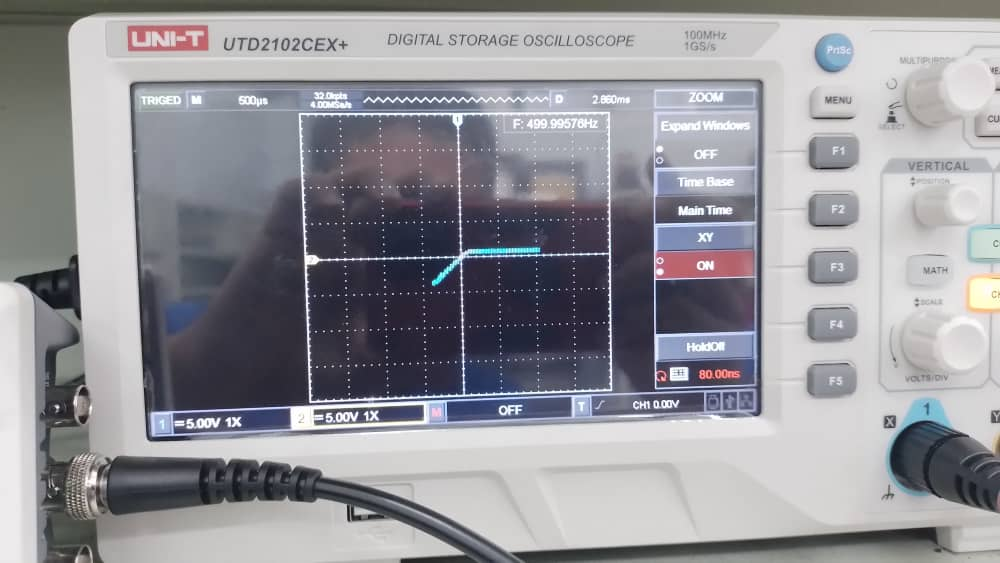 UNI-T UTD2102CEX+ DIGITAL STORAGE OSCILLOSCOPE 100MHz
1GS/s
PrtSc
TRIGED M 500µs 32.0kpts D 2.860ms ZOOM
4.00MSa/s
F: 499.99576Hz
Expand Windows
OFF
Time Base
Main Time
XY
ON
HoldOff
80.00ns
1 5.00V 1X 2 5.00V 1X M OFF T CH1 0.00V
MENU
F1
F2
F3
F4
F5
SELECT
VERTICAL
POSITION
MATH
SCALE
VOLTS/DIV
1
X
Y